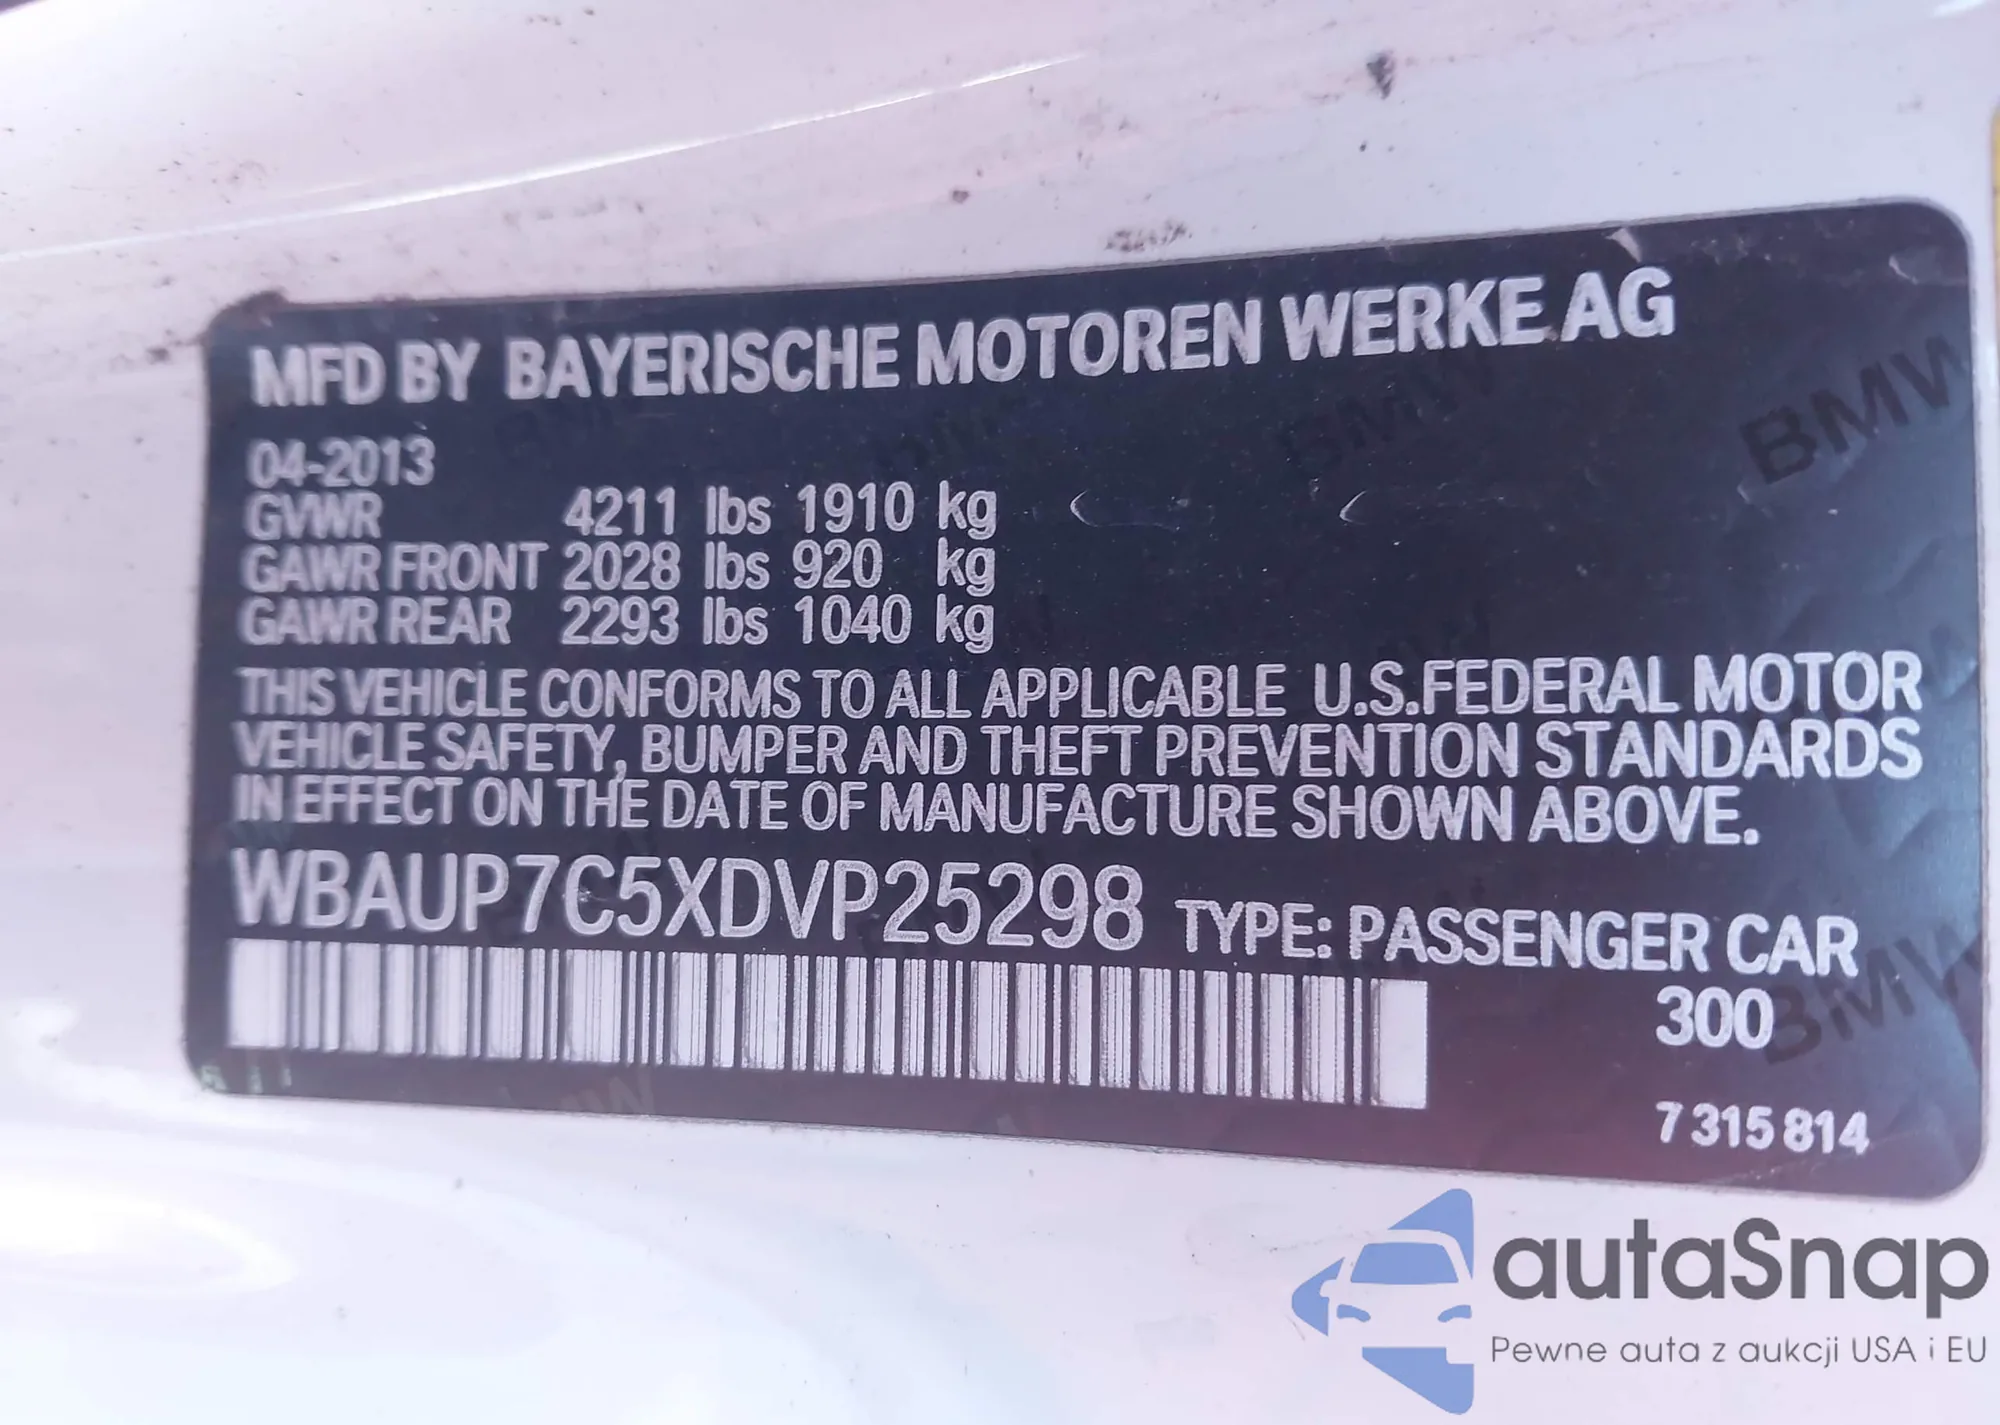 MFD BY BAYERISCHE MOTOREN WERKE AG
04-2013
GVWR 4211 lbs 1910 kg
GAWR FRONT 2028 lbs 920 kg
GAWR REAR 2293 lbs 1040 kg
THIS VEHICLE CONFORMS TO ALL APPLICABLE U.S.FEDERAL MOTOR
VEHICLE SAFETY, BUMPER AND THEFT PREVENTION STANDARDS
IN EFFECT ON THE DATE OF MANUFACTURE SHOWN ABOVE.
WBAUP7C5XDVP25298 TYPE: PASSENGER CAR
300
7 315 814
BMW
BMW
autaSnap
Pewne auta z aukcji USA i EU